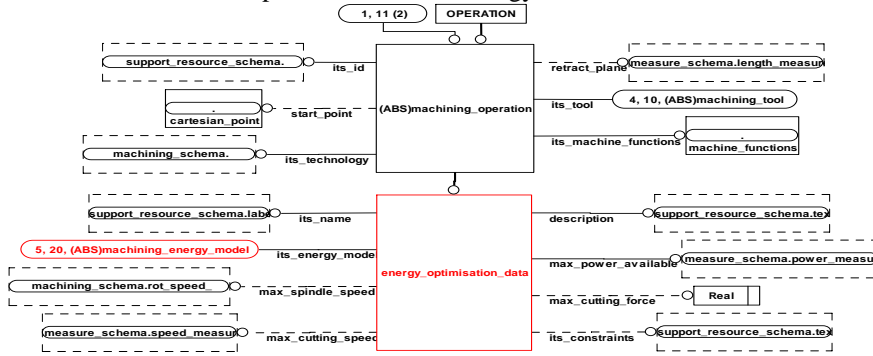 1, 11 (2)
OPERATION
support_resource_schema.
its_id
retract_plane
measure_schema.length_measur
(ABS)machining_operation
its_tool
4, 10, (ABS)machining_tool
.
cartesian_point
start_point
its_machine_functions
.
machine_functions
machining_schema.
its_technology
support_resource_schema.labe
its_name
description
support_resource_schema.tex
5, 20, (ABS)machining_energy_model
its_energy_mode
energy_optimisation_data
max_power_available
measure_schema.power_measu
machining_schema.rot_speed_
max_spindle_speed
max_cutting_force
Real
measure_schema.speed_measur
max_cutting_speed
its_constraints
support_resource_schema.tex